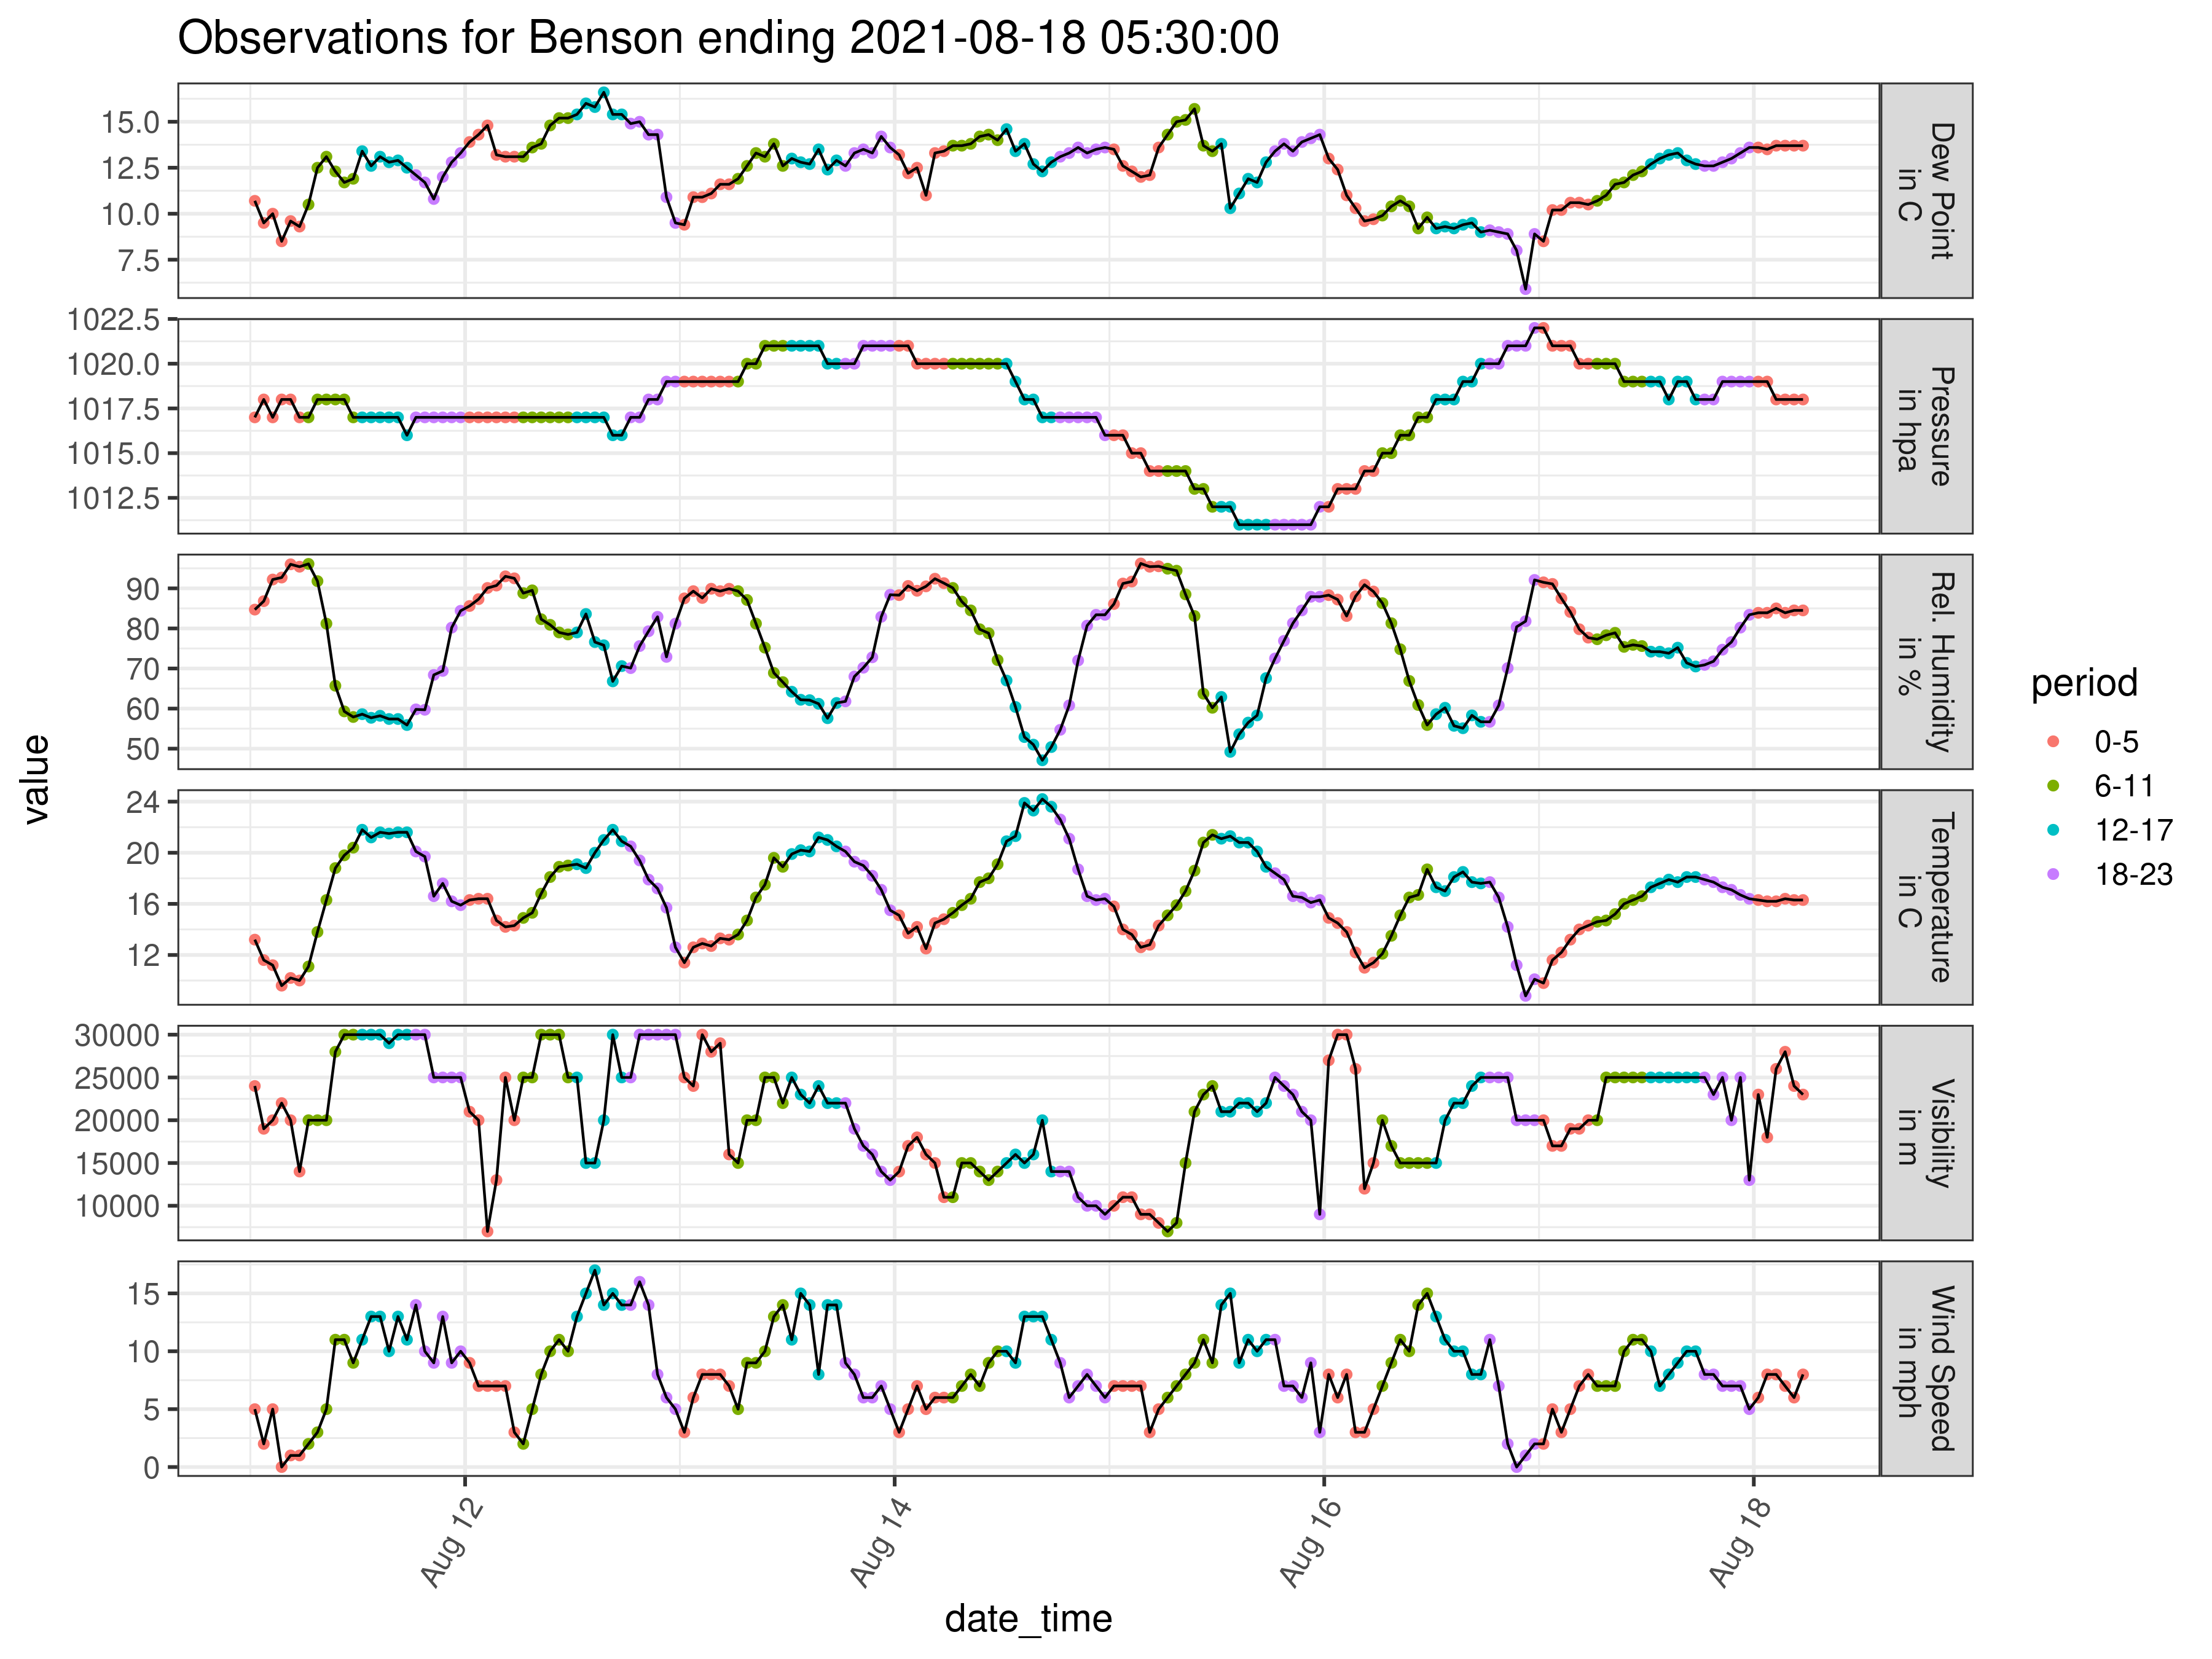 Observations for Benson ending 2021-08-18 05:30:00
15.0
12.5
10.0
7.5
Dew Point
in C
1022.5
1020.0
1017.5
1015.0
1012.5
Pressure
in hpa
90
80
70
60
50
Rel. Humidity
in %
24
20
16
12
Temperature
in C
30000
25000
20000
15000
10000
Visibility
in m
15
10
5
0
Wind Speed
in mph
value
Aug 12
Aug 14
Aug 16
Aug 18
date_time
period
0-5
6-11
12-17
18-23